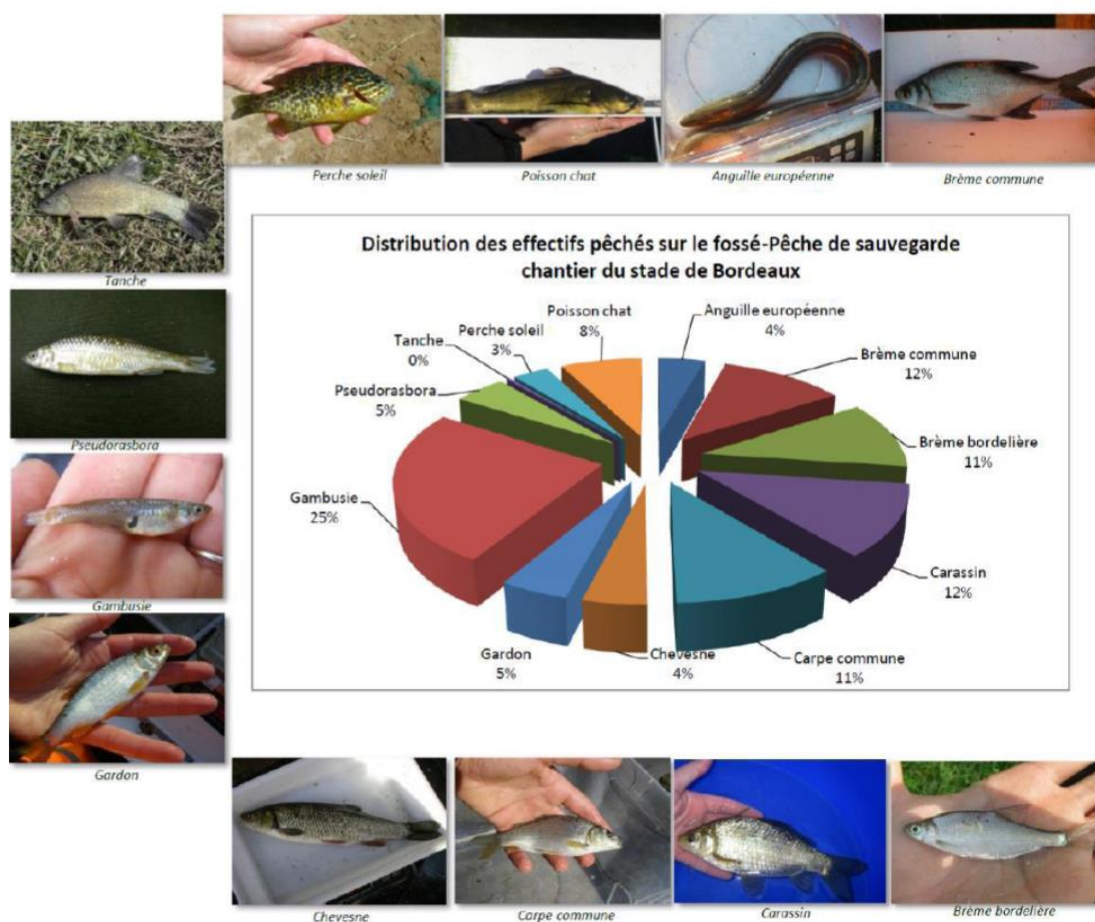 Perche soleil
Poisson chat
Anguille européenne
Brème commune
Tanche
Pseudorasbora
Gambusie
Gardon
Distribution des effectifs pêchés sur le fossé-Pêche de sauvegarde
chantier du stade de Bordeaux
Anguille européenne
4%
Brème commune
12%
Brème bordelière
11%
Carassin
12%
Carpe commune
11%
Chevesne
4%
Gardon
5%
Gambusie
25%
Pseudorasbora
5%
Tanche
0%
Perche soleil
3%
Poisson chat
8%
Chevesne
Carpe commune
Carassin
Brème bordelière